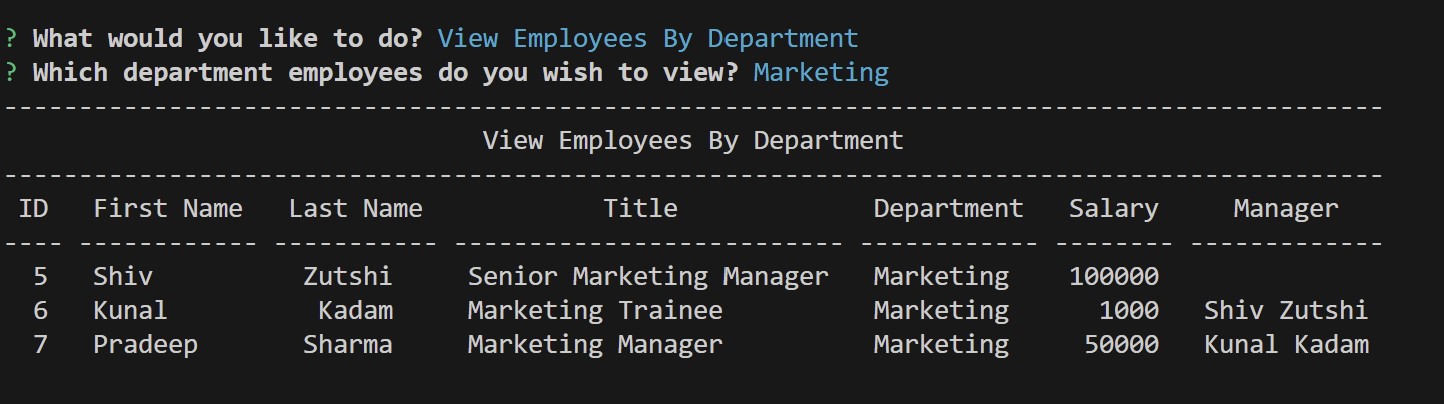 ? What would you like to do? View Employees By Department
? Which department employees do you wish to view? Marketing
--------------------------------------------------------------------------------------------
View Employees By Department
--------------------------------------------------------------------------------------------
ID First Name Last Name Title Department Salary Manager
---- ------------ ----------- -------------------------- ------------ -------- -------------
5 Shiv Zutshi Senior Marketing Manager Marketing 100000
6 Kunal Kadam Marketing Trainee Marketing 1000 Shiv Zutshi
7 Pradeep Sharma Marketing Manager Marketing 50000 Kunal Kadam